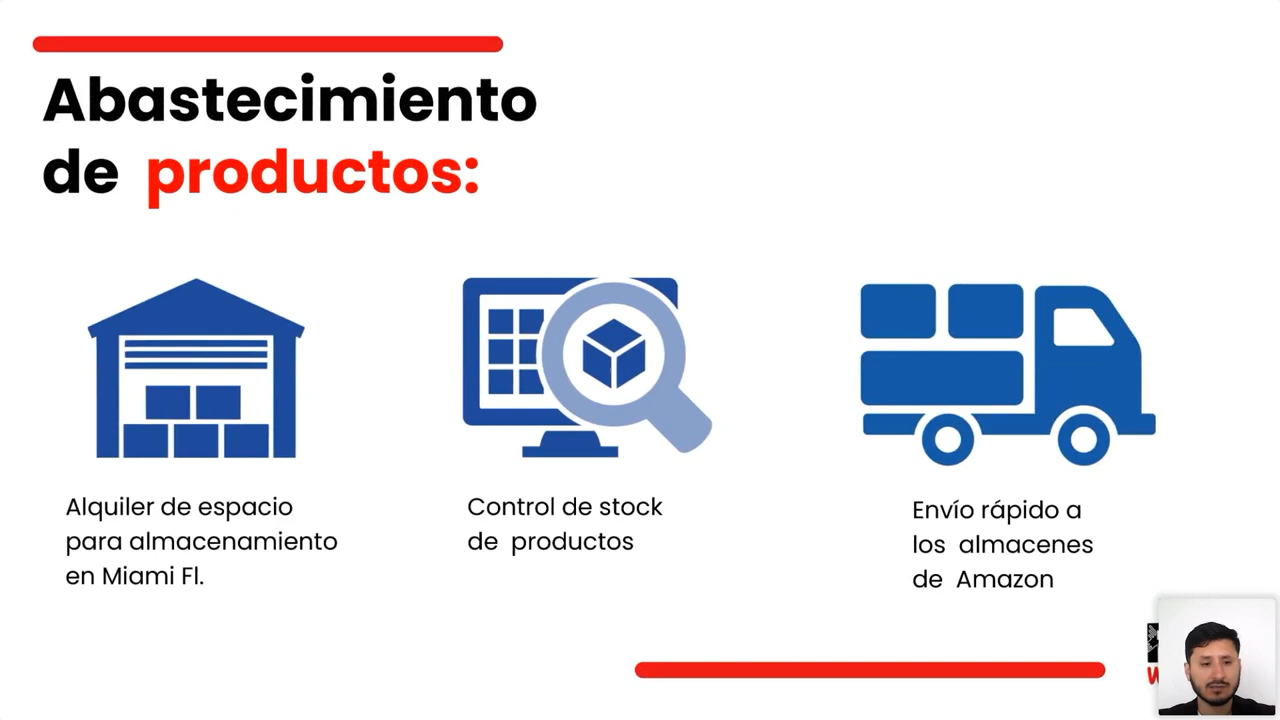 Abastecimiento
de productos:
Alquiler de espacio
para almacenamiento
en Miami Fl.
Control de stock
de productos
Envío rápido a
los almacenes
de Amazon